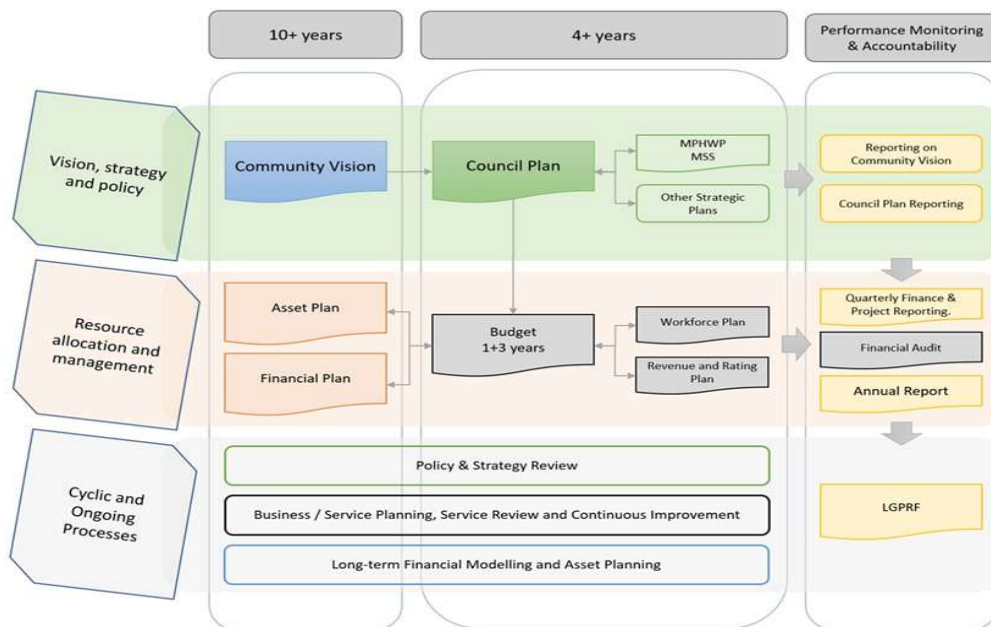 10+ years
4+ years
Performance Monitoring
& Accountability
Vision, strategy
and policy
Community Vision
Council Plan
MPHWP
MSS
Other Strategic
Plans
Reporting on
Community Vision
Council Plan Reporting
Resource
allocation and
management
Asset Plan
Financial Plan
Budget
1+3 years
Workforce Plan
Revenue and Rating
Plan
Quarterly Finance &
Project Reporting.
Financial Audit
Annual Report
Cyclic and
Ongoing
Processes
Policy & Strategy Review
Business / Service Planning, Service Review and Continuous Improvement
Long-term Financial Modelling and Asset Planning
LGPRF